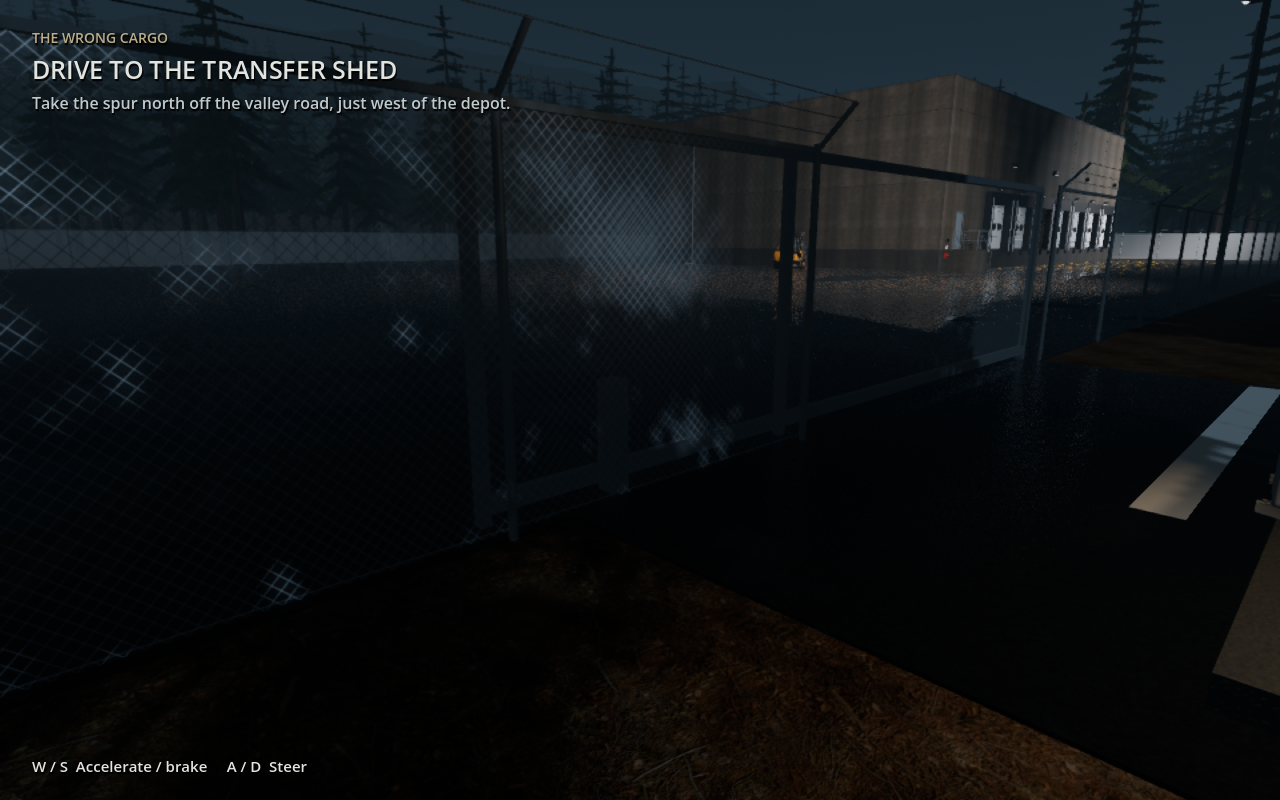 THE WRONG CARGO
DRIVE TO THE TRANSFER SHED
Take the spur north off the valley road, just west of the depot.
W / S Accelerate / brake A / D Steer